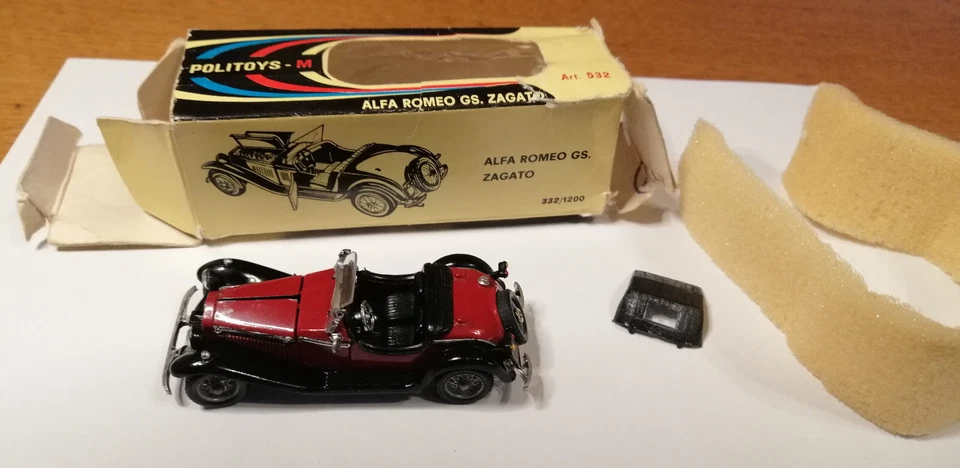 POLITOYS - M
Art. 532
ALFA ROMEO GS. ZAGATO
ALFA ROMEO GS.
ZAGATO
332/1200